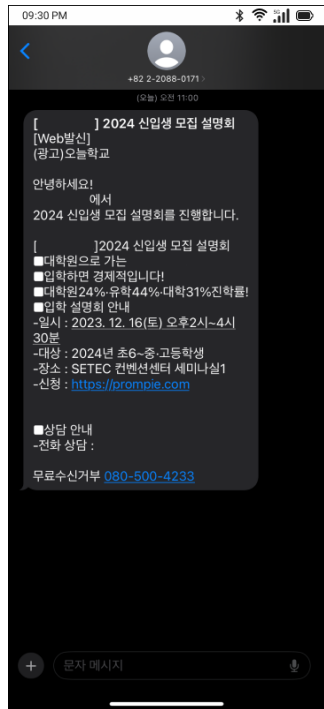 09:30 PM
+82 2-2088-0171 >
(오늘) 오전 11:00
[ ] 2024 신입생 모집 설명회
[Web발신]
(광고)오늘학교
안녕하세요!
에서
2024 신입생 모집 설명회를 진행합니다.
[ ]2024 신입생 모집 설명회
■대학원으로 가는
■입학하면 경제적입니다!
■대학원24%·유학44%·대학31%진학률!
■입학 설명회 안내
-일시 : 2023. 12. 16(토) 오후2시~4시
30분
-대상 : 2024년 초6~중·고등학생
-장소 : SETEC 컨벤션센터 세미나실1
-신청 : https://prompie.com
■상담 안내
-전화 상담 :
무료수신거부 080-500-4233
문자 메시지